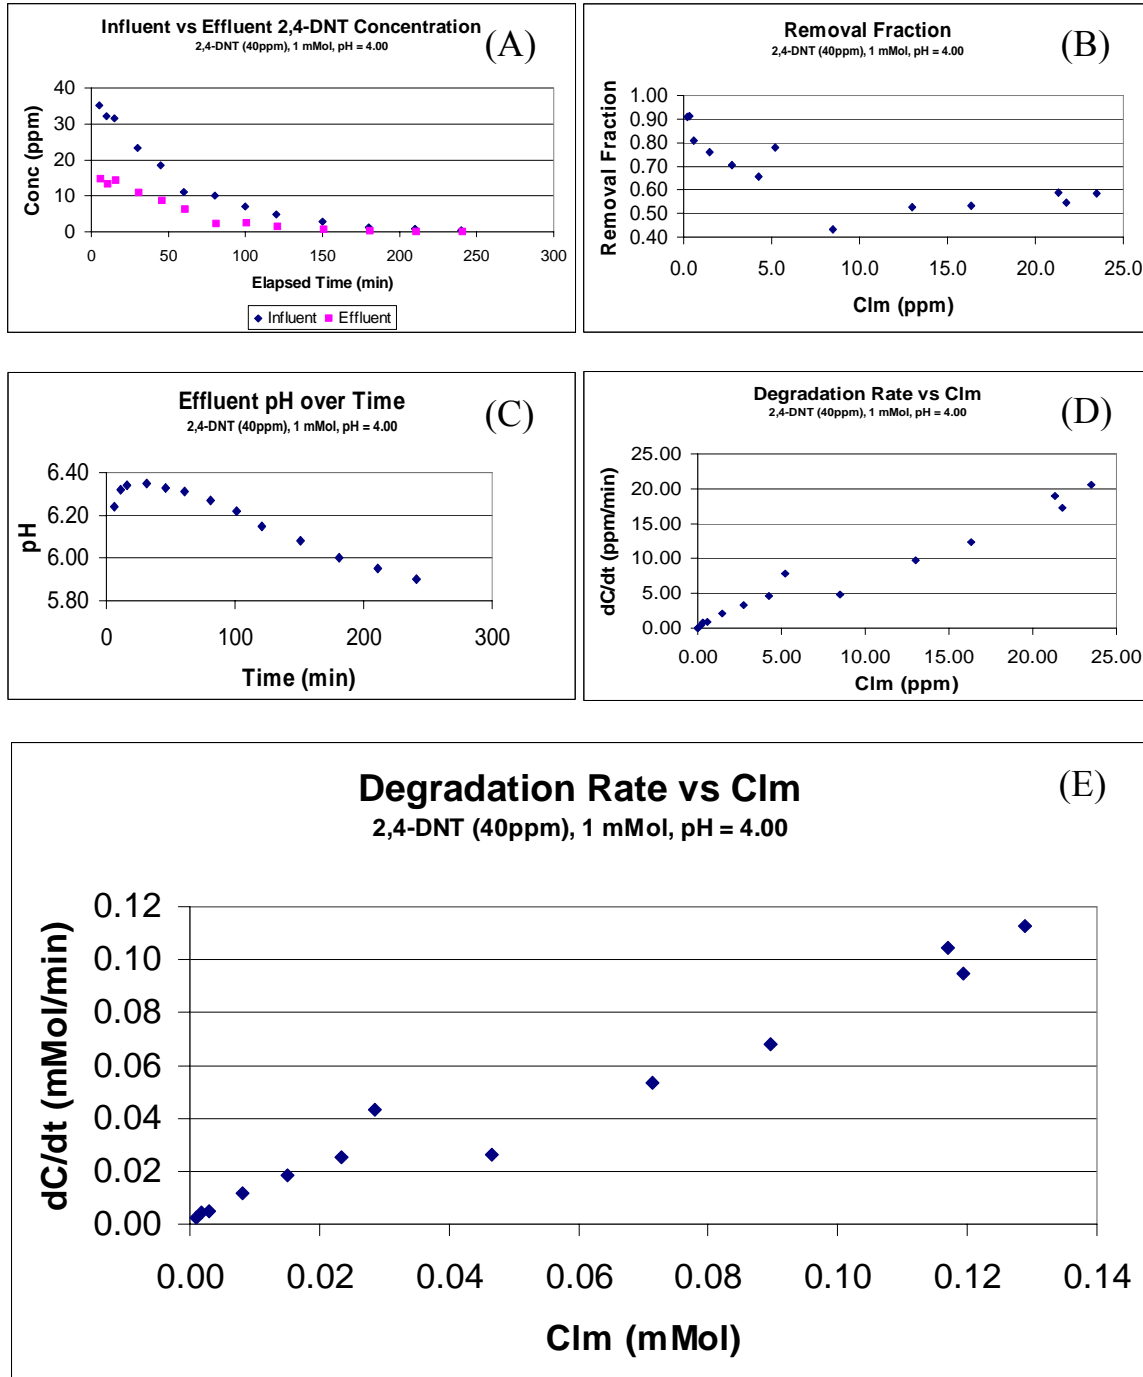 Influent vs Effluent 2,4-DNT Concentration
2,4-DNT (40ppm), 1 mMol, pH = 4.00
(A)
40
30
20
10
0
Conc (ppm)
0 50 100 150 200 250 300
Elapsed Time (min)
Influent Effluent
Removal Fraction
2,4-DNT (40ppm), 1 mMol, pH = 4.00
(B)
1.00
0.90
0.80
0.70
0.60
0.50
0.40
Removal Fraction
0.0 5.0 10.0 15.0 20.0 25.0
Clm (ppm)
Effluent pH over Time
2,4-DNT (40ppm), 1 mMol, pH = 4.00
(C)
6.40
6.20
6.00
5.80
pH
0 100 200 300
Time (min)
Degradation Rate vs Clm
2,4-DNT (40ppm), 1 mMol, pH = 4.00
(D)
25.00
20.00
15.00
10.00
5.00
0.00
dC/dt (ppm/min)
0.00 5.00 10.00 15.00 20.00 25.00
Clm (ppm)
Degradation Rate vs Clm
2,4-DNT (40ppm), 1 mMol, pH = 4.00
(E)
0.12
0.10
0.08
0.06
0.04
0.02
0.00
dC/dt (mMol/min)
0.00 0.02 0.04 0.06 0.08 0.10 0.12 0.14
Clm (mMol)